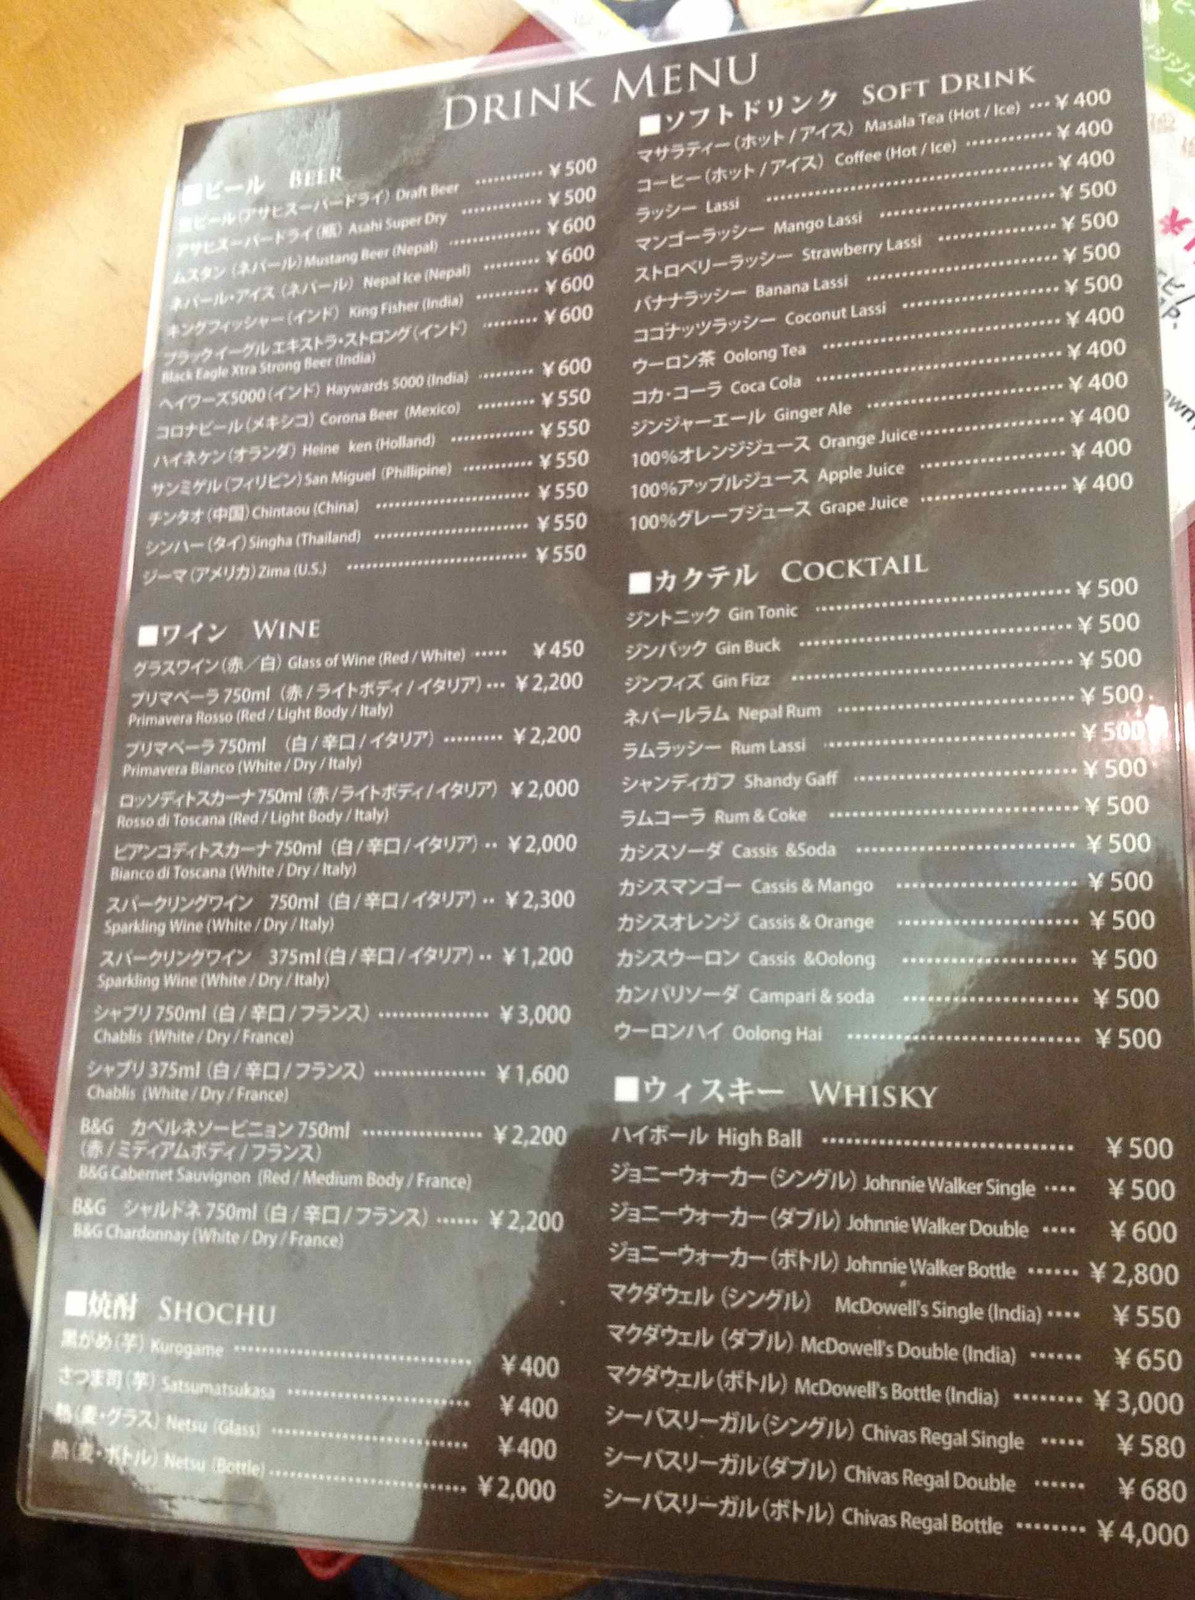 DRINK MENU
■ビール BEER
生ビール(アサヒスーパードライ) Draft Beer ············ ¥500
アサヒスーパードライ(瓶) Asahi Super Dry ············ ¥500
ムスタン (ネパール) Mustang Beer (Nepal) ············ ¥600
ネパール・アイス (ネパール) Nepal Ice (Nepal) ············ ¥600
キングフィッシャー(インド) King Fisher (India) ············ ¥600
ブラックイーグル エキストラ・ストロング(インド) ········· ¥600
Black Eagle Xtra Strong Beer (India)
ヘイワーズ5000(インド) Haywards 5000 (India) ········· ¥600
コロナビール(メキシコ) Corona Beer (Mexico) ········· ¥550
ハイネケン(オランダ) Heine ken (Holland) ············ ¥550
サンミゲル(フィリピン) San Miguel (Phillipine) ············ ¥550
チンタオ(中国) Chintaou (China) ············ ¥550
シンハー(タイ) Singha (Thailand) ············ ¥550
ジーマ(アメリカ) Zima (U.S.) ············ ¥550
■ワイン WINE
グラスワイン(赤/白) Glass of Wine (Red / White) ····· ¥450
プリマベーラ 750ml (赤 / ライトボディ / イタリア) ··· ¥2,200
Primavera Rosso (Red / Light Body / Italy)
プリマベーラ 750ml (白 / 辛口 / イタリア) ········· ¥2,200
Primavera Bianco (White / Dry / Italy)
ロッソディトスカーナ 750ml (赤 / ライトボディ / イタリア) ¥2,000
Rosso di Toscana (Red / Light Body / Italy)
ビアンコディトスカーナ 750ml (白 / 辛口 / イタリア) ·· ¥2,000
Bianco di Toscana (White / Dry / Italy)
スパークリングワイン 750ml (白 / 辛口 / イタリア) ·· ¥2,300
Sparkling Wine (White / Dry / Italy)
スパークリングワイン 375ml (白 / 辛口 / イタリア) ·· ¥1,200
Sparkling Wine (White / Dry / Italy)
シャブリ 750ml (白 / 辛口 / フランス) ················ ¥3,000
Chablis (White / Dry / France)
シャブリ 375ml (白 / 辛口 / フランス) ················ ¥1,600
Chablis (White / Dry / France)
B&G カベルネソービニョン 750ml ················ ¥2,200
(赤 / ミディアムボディ / フランス)
B&G Cabernet Sauvignon (Red / Medium Body / France)
B&G シャルドネ 750ml (白 / 辛口 / フランス) ······ ¥2,200
B&G Chardonnay (White / Dry / France)
■焼酎 SHOCHU
黒かめ(芋) Kurogame ············ ¥400
さつま司(芋) Satsumatsukasa ············ ¥400
熱(麦・グラス) Netsu (Glass) ············ ¥400
熱(麦・ボトル) Netsu (Bottle) ············ ¥2,000
■ソフトドリンク SOFT DRINK
マサラティー(ホット / アイス) Masala Tea (Hot / Ice) ··· ¥400
コーヒー(ホット / アイス) Coffee (Hot / Ice) ············ ¥400
ラッシー Lassi ············ ¥400
マンゴーラッシー Mango Lassi ············ ¥500
ストロベリーラッシー Strawberry Lassi ············ ¥500
バナナラッシー Banana Lassi ············ ¥500
ココナッツラッシー Coconut Lassi ············ ¥500
ウーロン茶 Oolong Tea ············ ¥400
コカ・コーラ Coca Cola ············ ¥400
ジンジャーエール Ginger Ale ············ ¥400
100%オレンジジュース Orange Juice ············ ¥400
100%アップルジュース Apple Juice ············ ¥400
100%グレープジュース Grape Juice ············ ¥400
■カクテル COCKTAIL
ジントニック Gin Tonic ············ ¥500
ジンバック Gin Buck ············ ¥500
ジンフィズ Gin Fizz ············ ¥500
ネパールラム Nepal Rum ············ ¥500
ラムラッシー Rum Lassi ············ ¥500
シャンディガフ Shandy Gaff ············ ¥500
ラムコーラ Rum & Coke ············ ¥500
カシスソーダ Cassis &Soda ············ ¥500
カシスマンゴー Cassis & Mango ············ ¥500
カシスオレンジ Cassis & Orange ············ ¥500
カシスウーロン Cassis &Oolong ············ ¥500
カンパリソーダ Campari & soda ············ ¥500
ウーロンハイ Oolong Hai ············ ¥500
■ウィスキー WHISKY
ハイボール High Ball ············ ¥500
ジョニーウォーカー(シングル) Johnnie Walker Single ···· ¥500
ジョニーウォーカー(ダブル) Johnnie Walker Double ···· ¥600
ジョニーウォーカー(ボトル) Johnnie Walker Bottle ······ ¥2,800
マクダウェル (シングル) McDowell's Single (India) ···· ¥550
マクダウェル (ダブル) McDowell's Double (India) ······ ¥650
マクダウェル(ボトル) McDowell's Bottle (India) ········ ¥3,000
シーバスリーガル(シングル) Chivas Regal Single ····· ¥580
シーバスリーガル(ダブル) Chivas Regal Double ······ ¥680
シーバスリーガル(ボトル) Chivas Regal Bottle ········ ¥4,000